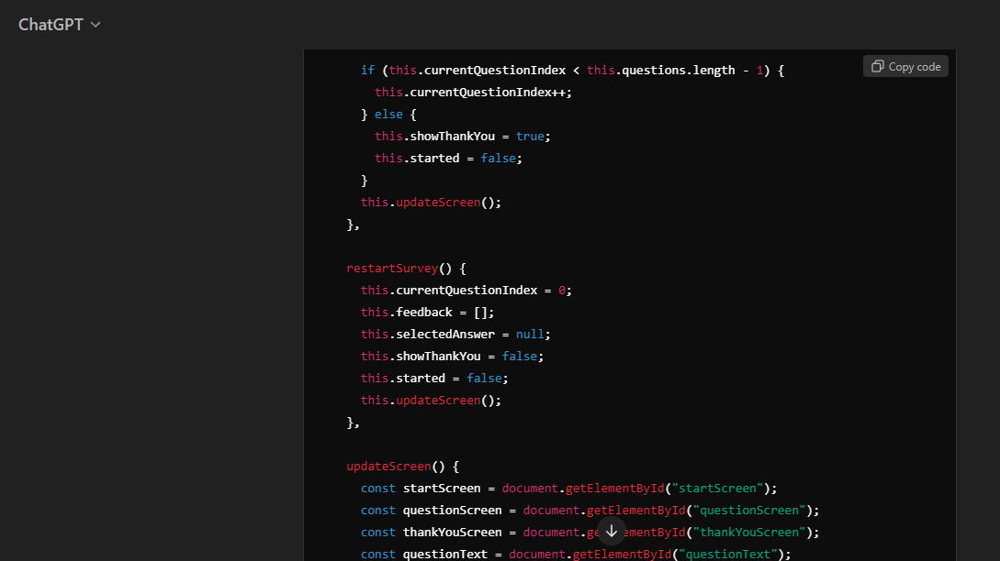 ChatGPT
Copy code
if (this.currentQuestionIndex < this.questions.length - 1) {
this.currentQuestionIndex++;
} else {
this.showThankYou = true;
this.started = false;
}
this.updateScreen();
},
restartSurvey() {
this.currentQuestionIndex = 0;
this.feedback = [];
this.selectedAnswer = null;
this.showThankYou = false;
this.started = false;
this.updateScreen();
},
updateScreen() {
const startScreen = document.getElementById("startScreen");
const questionScreen = document.getElementById("questionScreen");
const thankYouScreen = document.getElementById("thankYouScreen");
const questionText = document.getElementById("questionText");